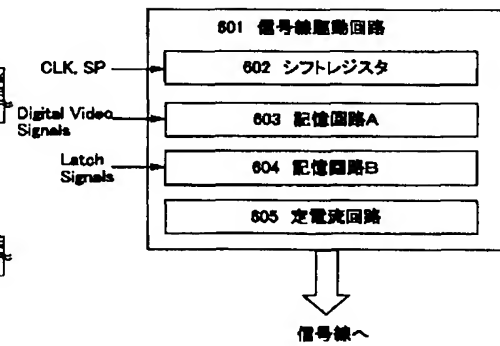 601 信号線駆動回路
CLK, SP
602 シフトレジスタ
Digital Video
Signals
603 記憶回路A
Latch
Signals
604 記憶回路B
605 定電流回路
信号線へ